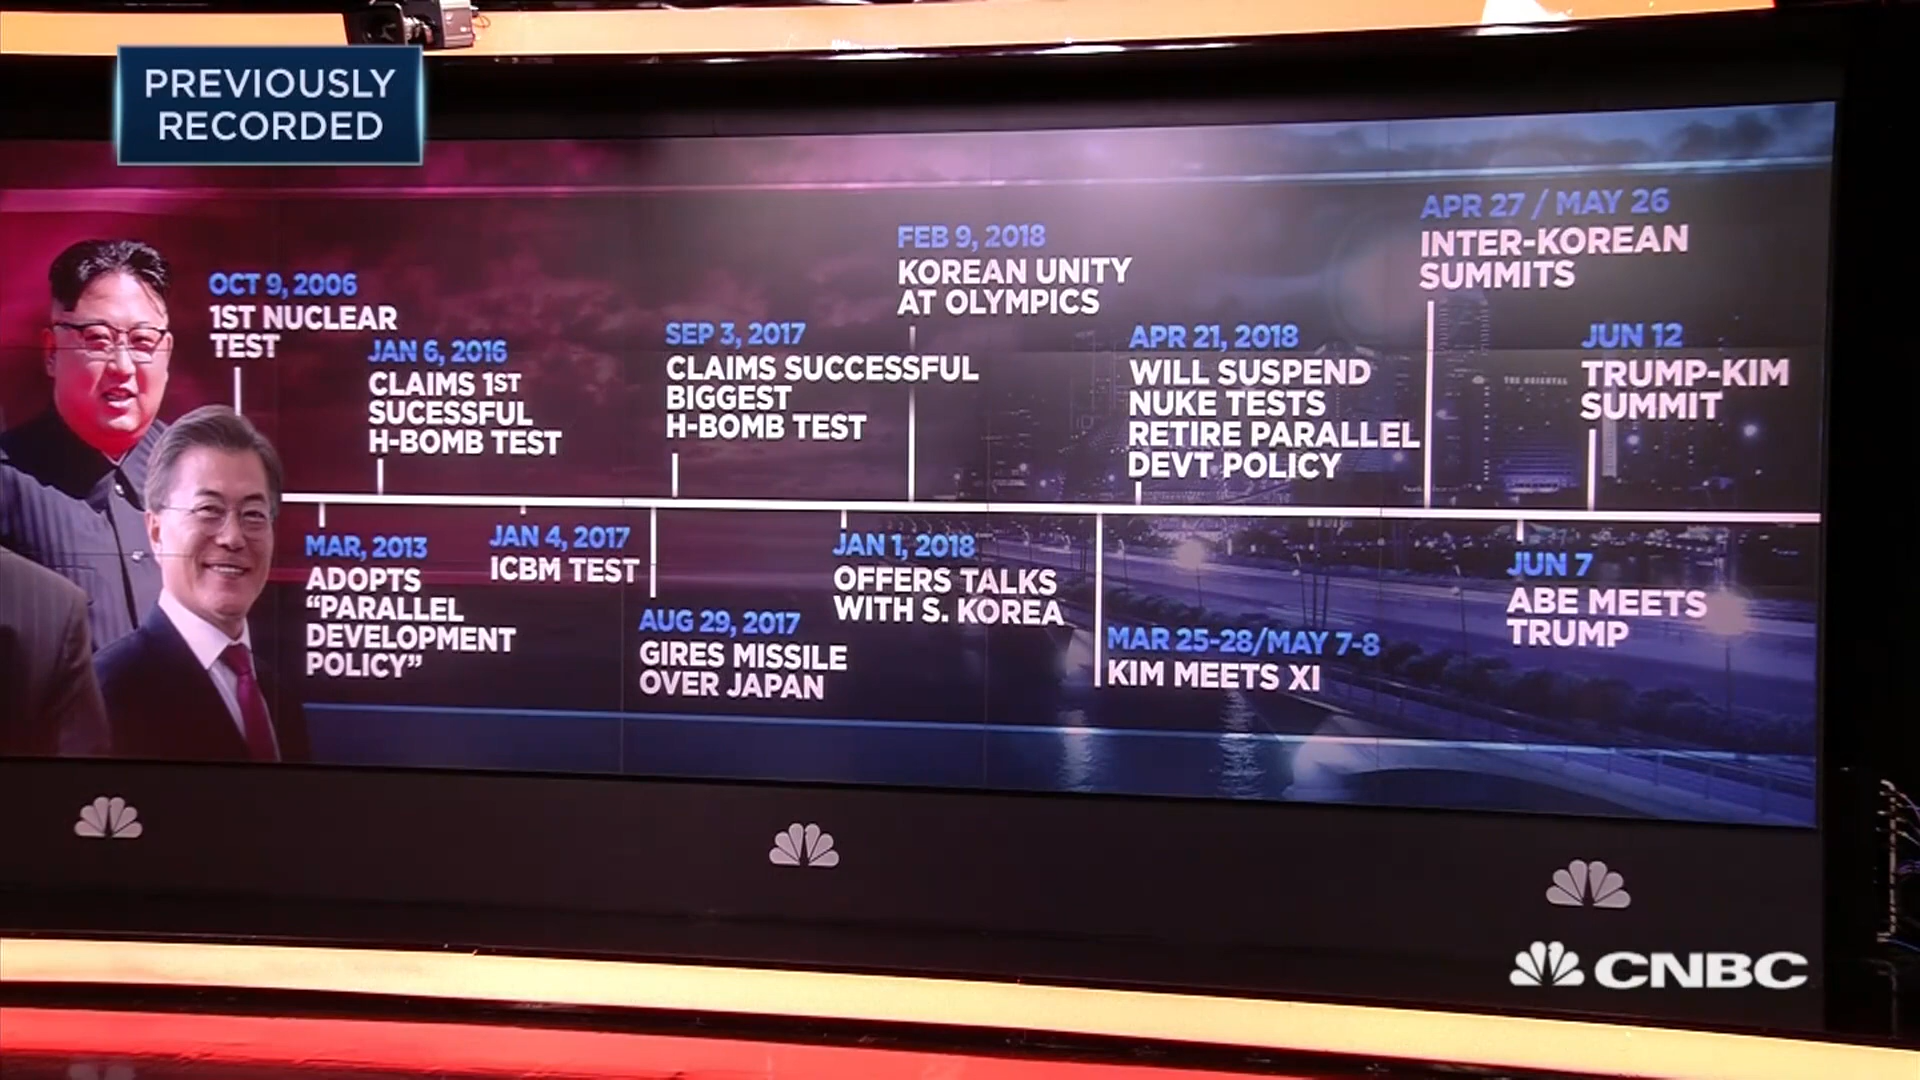 PREVIOUSLY
RECORDED
OCT 9, 2006
1ST NUCLEAR
TEST
JAN 6, 2016
CLAIMS 1ST
SUCESSFUL
H-BOMB TEST
SEP 3, 2017
CLAIMS SUCCESSFUL
BIGGEST
H-BOMB TEST
FEB 9, 2018
KOREAN UNITY
AT OLYMPICS
APR 21, 2018
WILL SUSPEND
NUKE TESTS
RETIRE PARALLEL
DEVT POLICY
APR 27 / MAY 26
INTER-KOREAN
SUMMITS
JUN 12
TRUMP-KIM
SUMMIT
THE ORIENTAL
MAR, 2013
ADOPTS
“PARALLEL
DEVELOPMENT
POLICY”
JAN 4, 2017
ICBM TEST
AUG 29, 2017
GIRES MISSILE
OVER JAPAN
JAN 1, 2018
OFFERS TALKS
WITH S. KOREA
MAR 25-28/MAY 7-8
KIM MEETS XI
JUN 7
ABE MEETS
TRUMP
CNBC